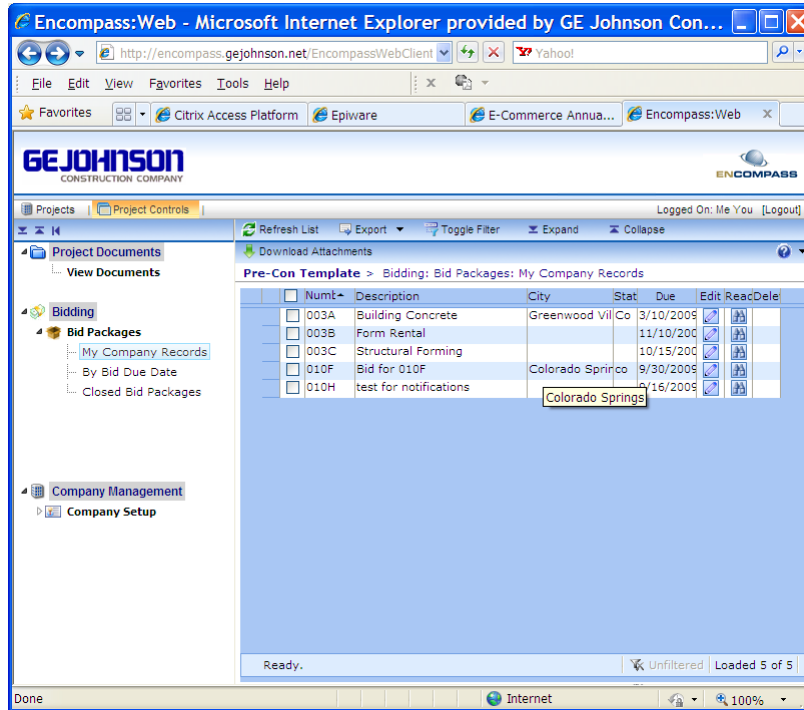 Encompass:Web - Microsoft Internet Explorer provided by GE Johnson Con...
http://encompass.gejohnson.net/EncompassWebClient
Yahoo!
File Edit View Favorites Tools Help
Favorites
Citrix Access Platform
Epiware
E-Commerce Annua...
Encompass:Web
GE JOHNSON
CONSTRUCTION COMPANY
ENCOMPASS
Projects | Project Controls |
Logged On: Me You [Logout]
Refresh List Export Toggle Filter Expand Collapse
Project Documents
Download Attachments
View Documents
Pre-Con Template > Bidding: Bid Packages: My Company Records
Numb Description City Stat Due Edit Reac Dele
Bidding
003A Building Concrete Greenwood Vil Co 3/10/2009
Bid Packages
003B Form Rental 11/10/200
My Company Records
003C Structural Forming 10/15/200
By Bid Due Date
010F Bid for 010F Colorado Sprin co 9/30/2009
Closed Bid Packages
010H test for notifications 9/16/2009
Colorado Springs
Company Management
Company Setup
Ready.
Unfiltered
Loaded 5 of 5
Done
Internet
100%